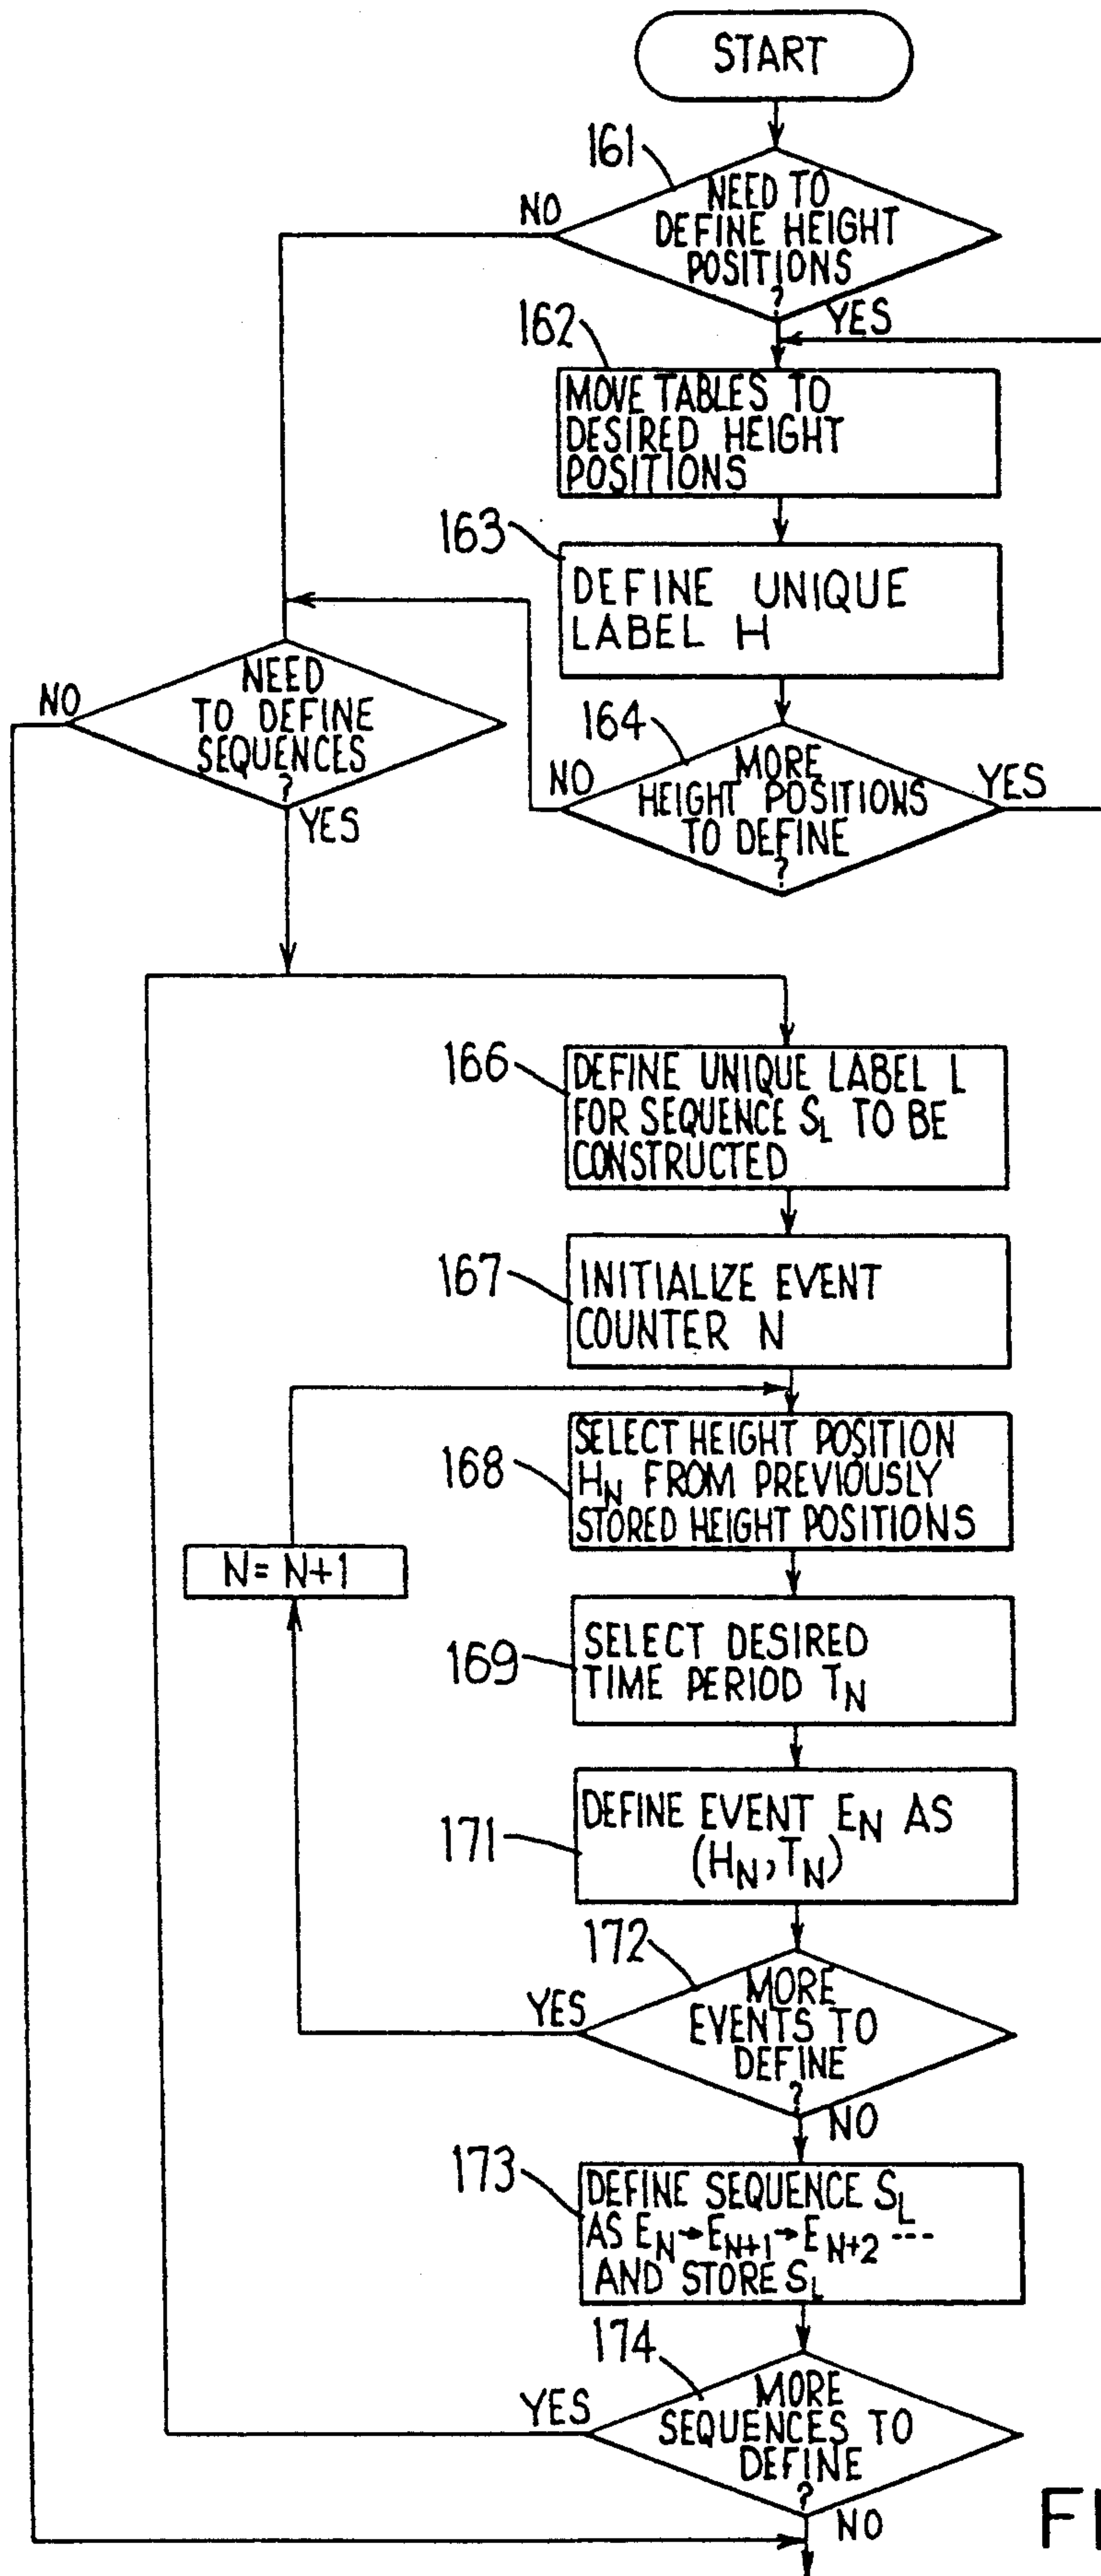 START
161
NEED TO
DEFINE HEIGHT
POSITIONS
?
NO
YES
162
MOVE TABLES TO
DESIRED HEIGHT
POSITIONS
163
DEFINE UNIQUE
LABEL H
NEED
TO DEFINE
SEQUENCES
?
NO
YES
164
MORE
HEIGHT POSITIONS
TO DEFINE
?
NO
YES
166
DEFINE UNIQUE LABEL L
FOR SEQUENCE S_L TO BE
CONSTRUCTED
167
INITIALIZE EVENT
COUNTER N
168
SELECT HEIGHT POSITION
H_N FROM PREVIOUSLY
STORED HEIGHT POSITIONS
N=N+1
169
SELECT DESIRED
TIME PERIOD T_N
171
DEFINE EVENT E_N AS
(H_N,T_N)
172
MORE
EVENTS TO
DEFINE
?
YES
NO
173
DEFINE SEQUENCE S_L
AS E_N→E_N+1→E_N+2 ---
AND STORE S_L
174
MORE
SEQUENCES TO
DEFINE
?
YES
NO